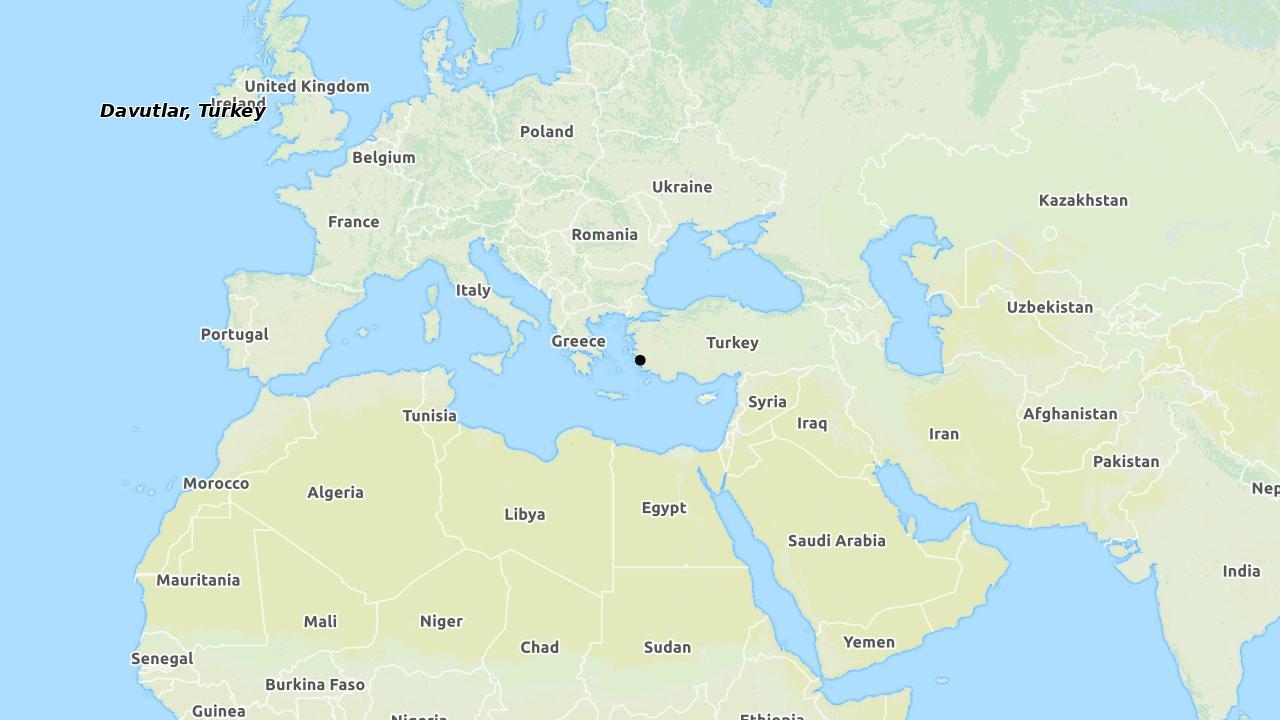 United Kingdom
Ireland
Davutlar, Turkey
Poland
Belgium
Ukraine
Kazakhstan
France
Romania
Italy
Uzbekistan
Portugal
Greece
Turkey
Syria
Afghanistan
Tunisia
Iraq
Iran
Pakistan
Morocco
Nep
Algeria
Egypt
Libya
Saudi Arabia
India
Mauritania
Mali
Niger
Yemen
Chad
Sudan
Senegal
Burkina Faso
Guinea
Nigeria
Ethiopia